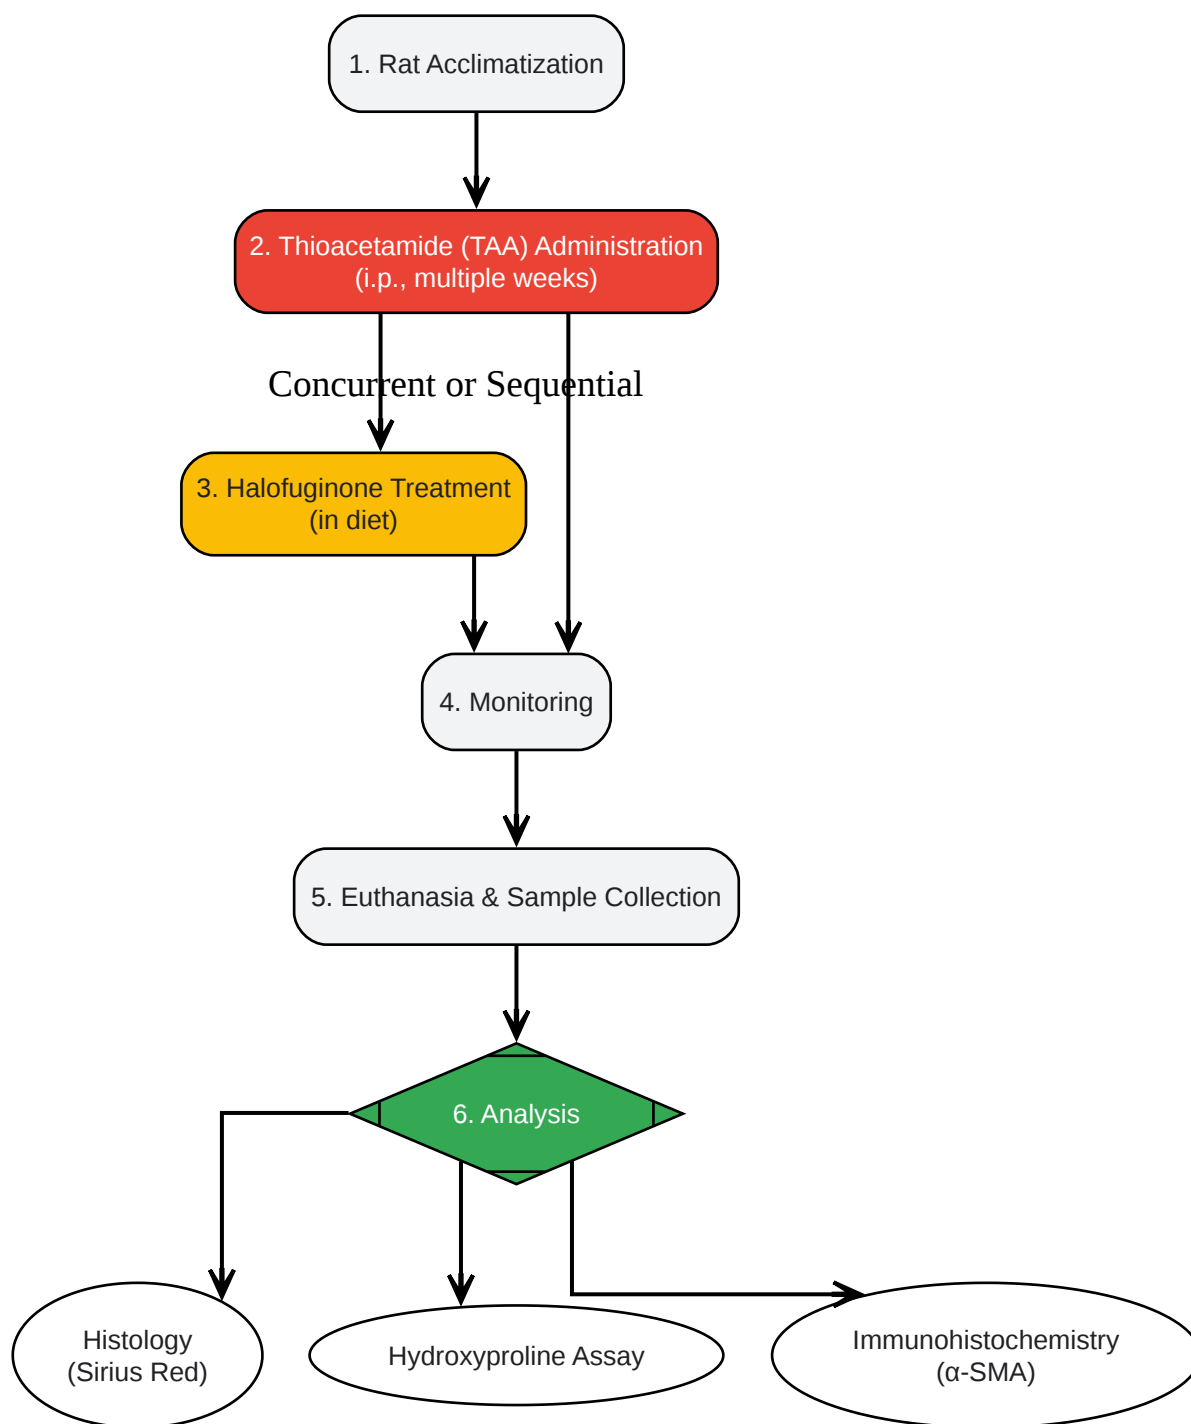 1. Rat Acclimatization
2. Thioacetamide (TAA) Administration
(i.p., multiple weeks)
Concurrent or Sequential
3. Halofuginone Treatment
(in diet)
4. Monitoring
5. Euthanasia & Sample Collection
6. Analysis
Histology
(Sirius Red)
Hydroxyproline Assay
Immunohistochemistry
(α-SMA)